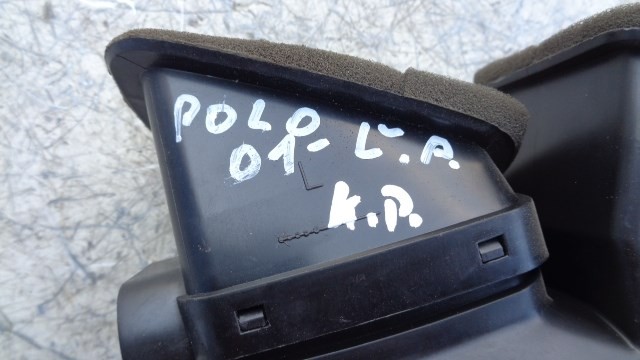 POLO
01- L̆.P.
L
K.P.